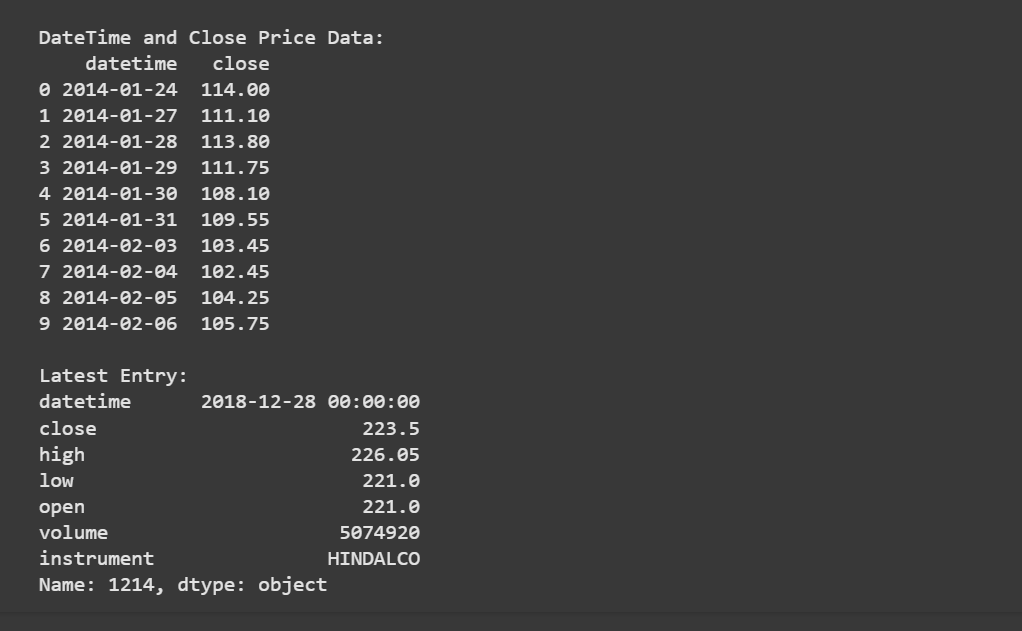 DateTime and Close Price Data:
    datetime   close
0 2014-01-24  114.00
1 2014-01-27  111.10
2 2014-01-28  113.80
3 2014-01-29  111.75
4 2014-01-30  108.10
5 2014-01-31  109.55
6 2014-02-03  103.45
7 2014-02-04  102.45
8 2014-02-05  104.25
9 2014-02-06  105.75
Latest Entry:
datetime      2018-12-28 00:00:00
close                       223.5
high                       226.05
low                         221.0
open                        221.0
volume                    5074920
instrument               HINDALCO
Name: 1214, dtype: object